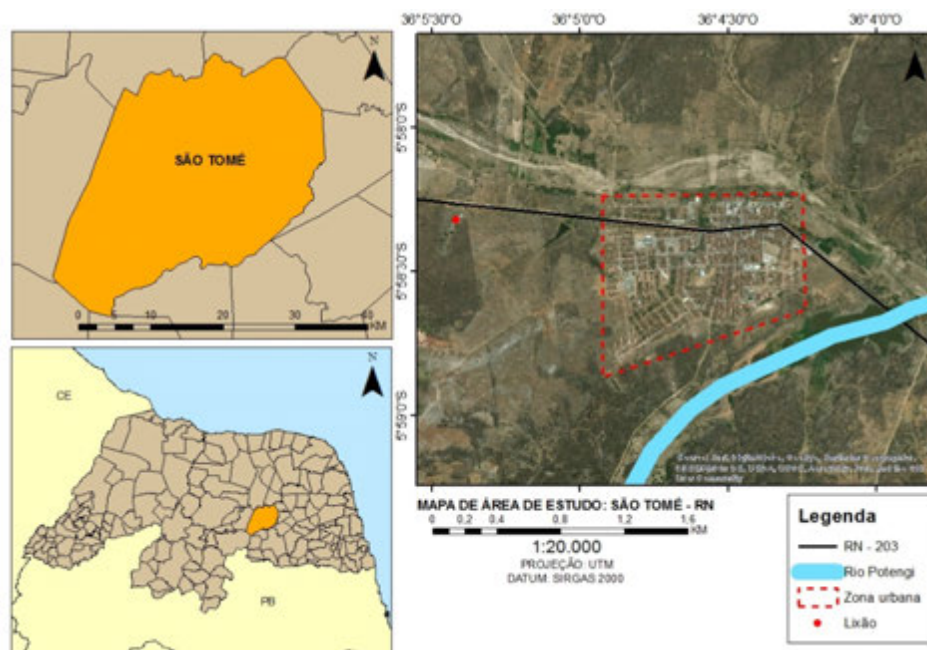 N
SÃO TOMÉ
0 5 10 20 30 40
KM
N
CE
PB
36°5'30"O 36°5'0"O 36°4'30"O 36°4'0"O
N
5°58'0"S
5°58'30"S
5°59'0"S
MAPA DE ÁREA DE ESTUDO: SÃO TOMÉ - RN
0 0,2 0,4 0,8 1,2 1,6
KM
1:20.000
PROJEÇÃO: UTM
DATUM: SIRGAS 2000
Legenda
RN - 203
Rio Potengi
Zona urbana
Lixão